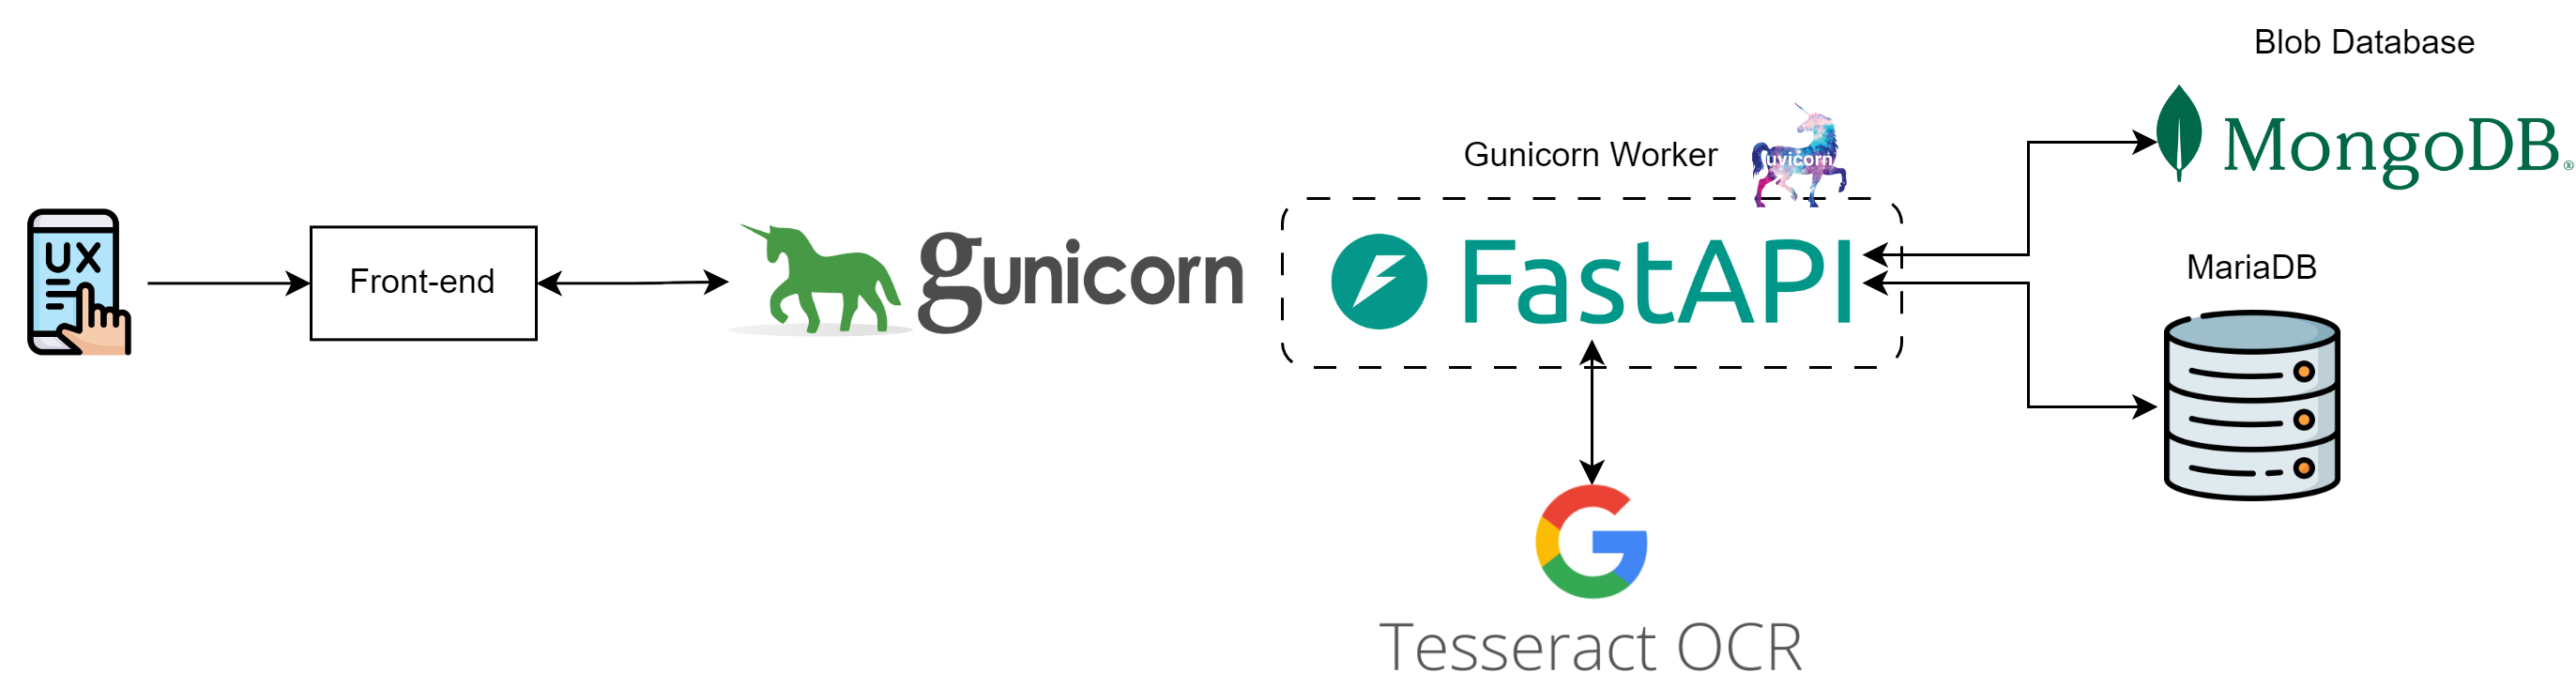 Blob Database
MongoDB®
Gunicorn Worker
uvicorn
UX
Front-end
gunicorn
FastAPI
MariaDB
Tesseract OCR